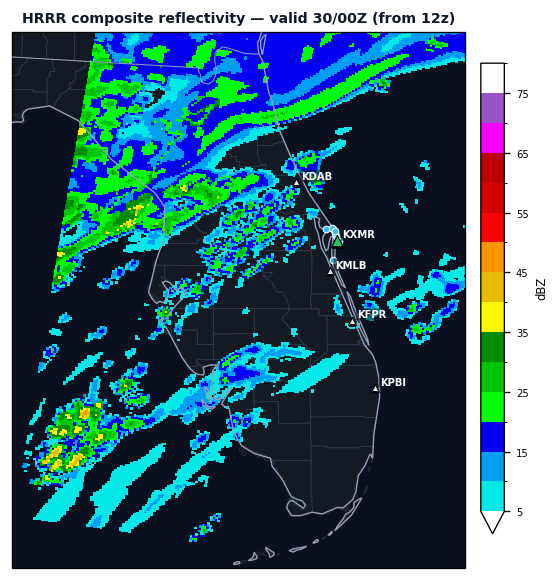 HRRR composite reflectivity — valid 30/00Z (from 12z)
KDAB
KXMR
KMLB
KFPR
KPBI
75
65
55
45
35
25
15
5
dBZ